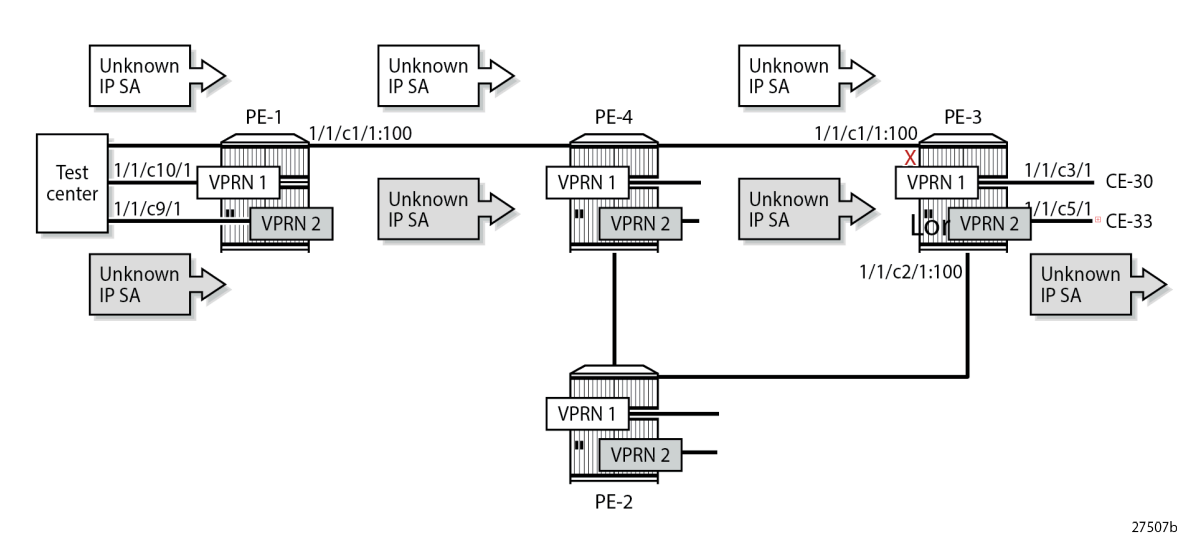 Unknown
IP SA
Unknown
IP SA
Unknown
IP SA
PE-1
PE-4
PE-3
1/1/c1/1:100
1/1/c1/1:100
X
Test
center
1/1/c10/1
VPRN 1
VPRN 1
VPRN 1
1/1/c3/1
CE-30
1/1/c9/1
VPRN 2
Unknown
IP SA
VPRN 2
Unknown
IP SA
Lor
VPRN 2
1/1/c5/1
CE-33
Unknown
IP SA
1/1/c2/1:100
Unknown
IP SA
VPRN 1
VPRN 2
PE-2
27507b